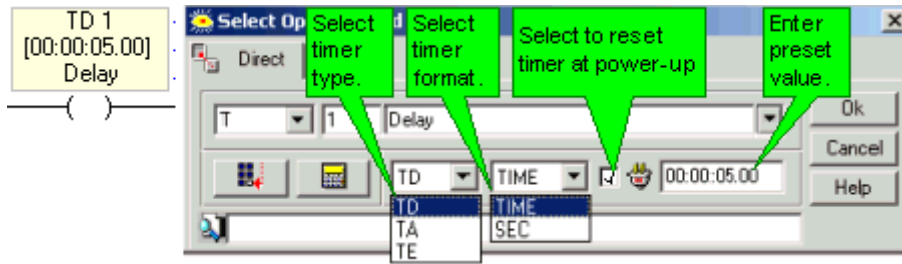 TD 1
[00:00:05.00]
Delay
Select Op d
Select
timer
type.
Select
timer
format.
Select to reset
timer at power-up
Enter
preset
value.
Direct
T 1 Delay
Ok
Cancel
TD TIME 00:00:05.00
Help
TD TIME
TA SEC
TE